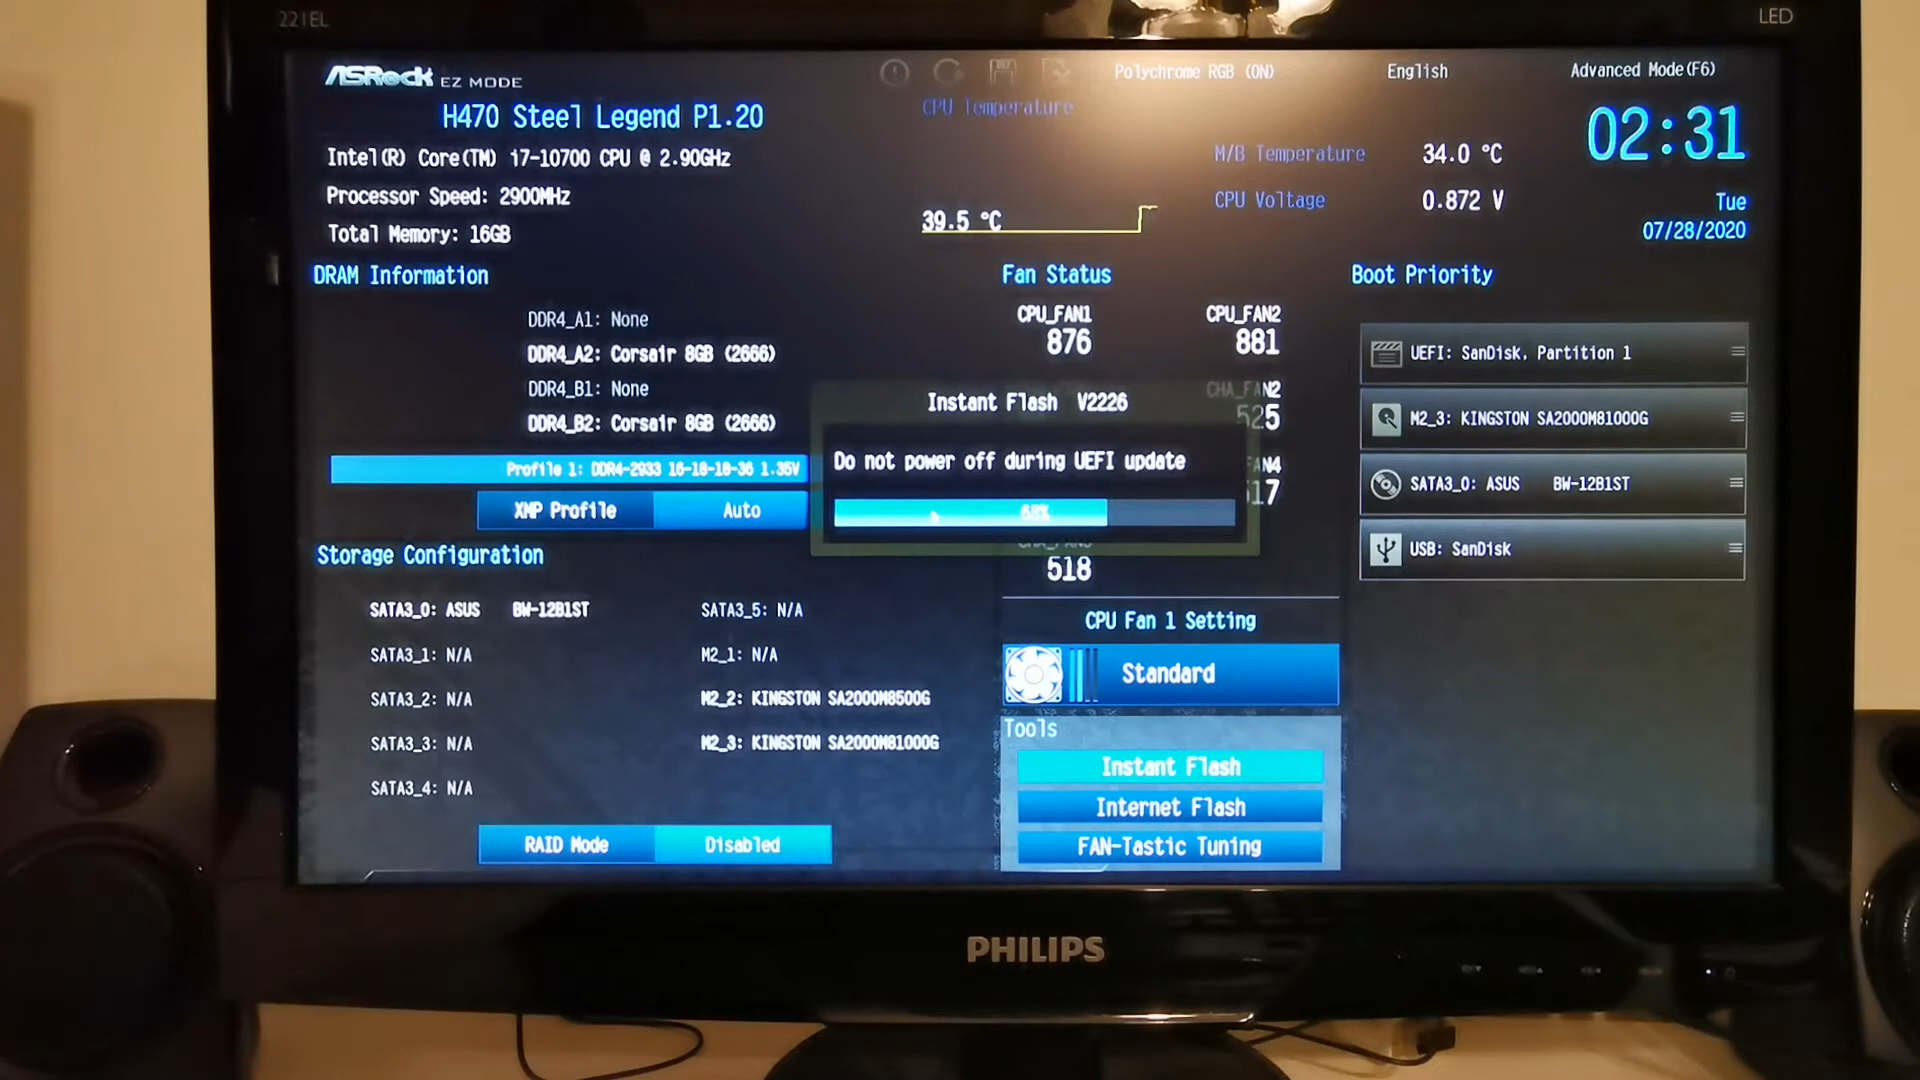 221EL
LED
ASRock EZ MODE
Polychrome RGB (ON)
English
Advanced Mode(F6)
H470 Steel Legend P1.20
Intel(R) Core(TM) i7-10700 CPU @ 2.90GHz
Processor Speed: 2900MHz
Total Memory: 16GB
CPU Temperature
39.5 °C
M/B Temperature 34.0 °C
CPU Voltage 0.872 V
02:31
Tue
07/28/2020
DRAM Information
DDR4_A1: None
DDR4_A2: Corsair 8GB (2666)
DDR4_B1: None
DDR4_B2: Corsair 8GB (2666)
Profile 1: DDR4-2933 16-18-18-36 1.35V
XMP Profile Auto
Fan Status
CPU_FAN1 CPU_FAN2
876 881
CHA_FAN2
525
518
Instant Flash V2226
Do not power off during UEFI update
68%
Boot Priority
UEFI: SanDisk, Partition 1
M2_3: KINGSTON SA2000M81000G
SATA3_0: ASUS BW-12B1ST
USB: SanDisk
Storage Configuration
SATA3_0: ASUS BW-12B1ST
SATA3_1: N/A
SATA3_2: N/A
SATA3_3: N/A
SATA3_4: N/A
SATA3_5: N/A
M2_1: N/A
M2_2: KINGSTON SA2000M8500G
M2_3: KINGSTON SA2000M81000G
RAID Mode Disabled
CPU Fan 1 Setting
Standard
Tools
Instant Flash
Internet Flash
FAN-Tastic Tuning
PHILIPS